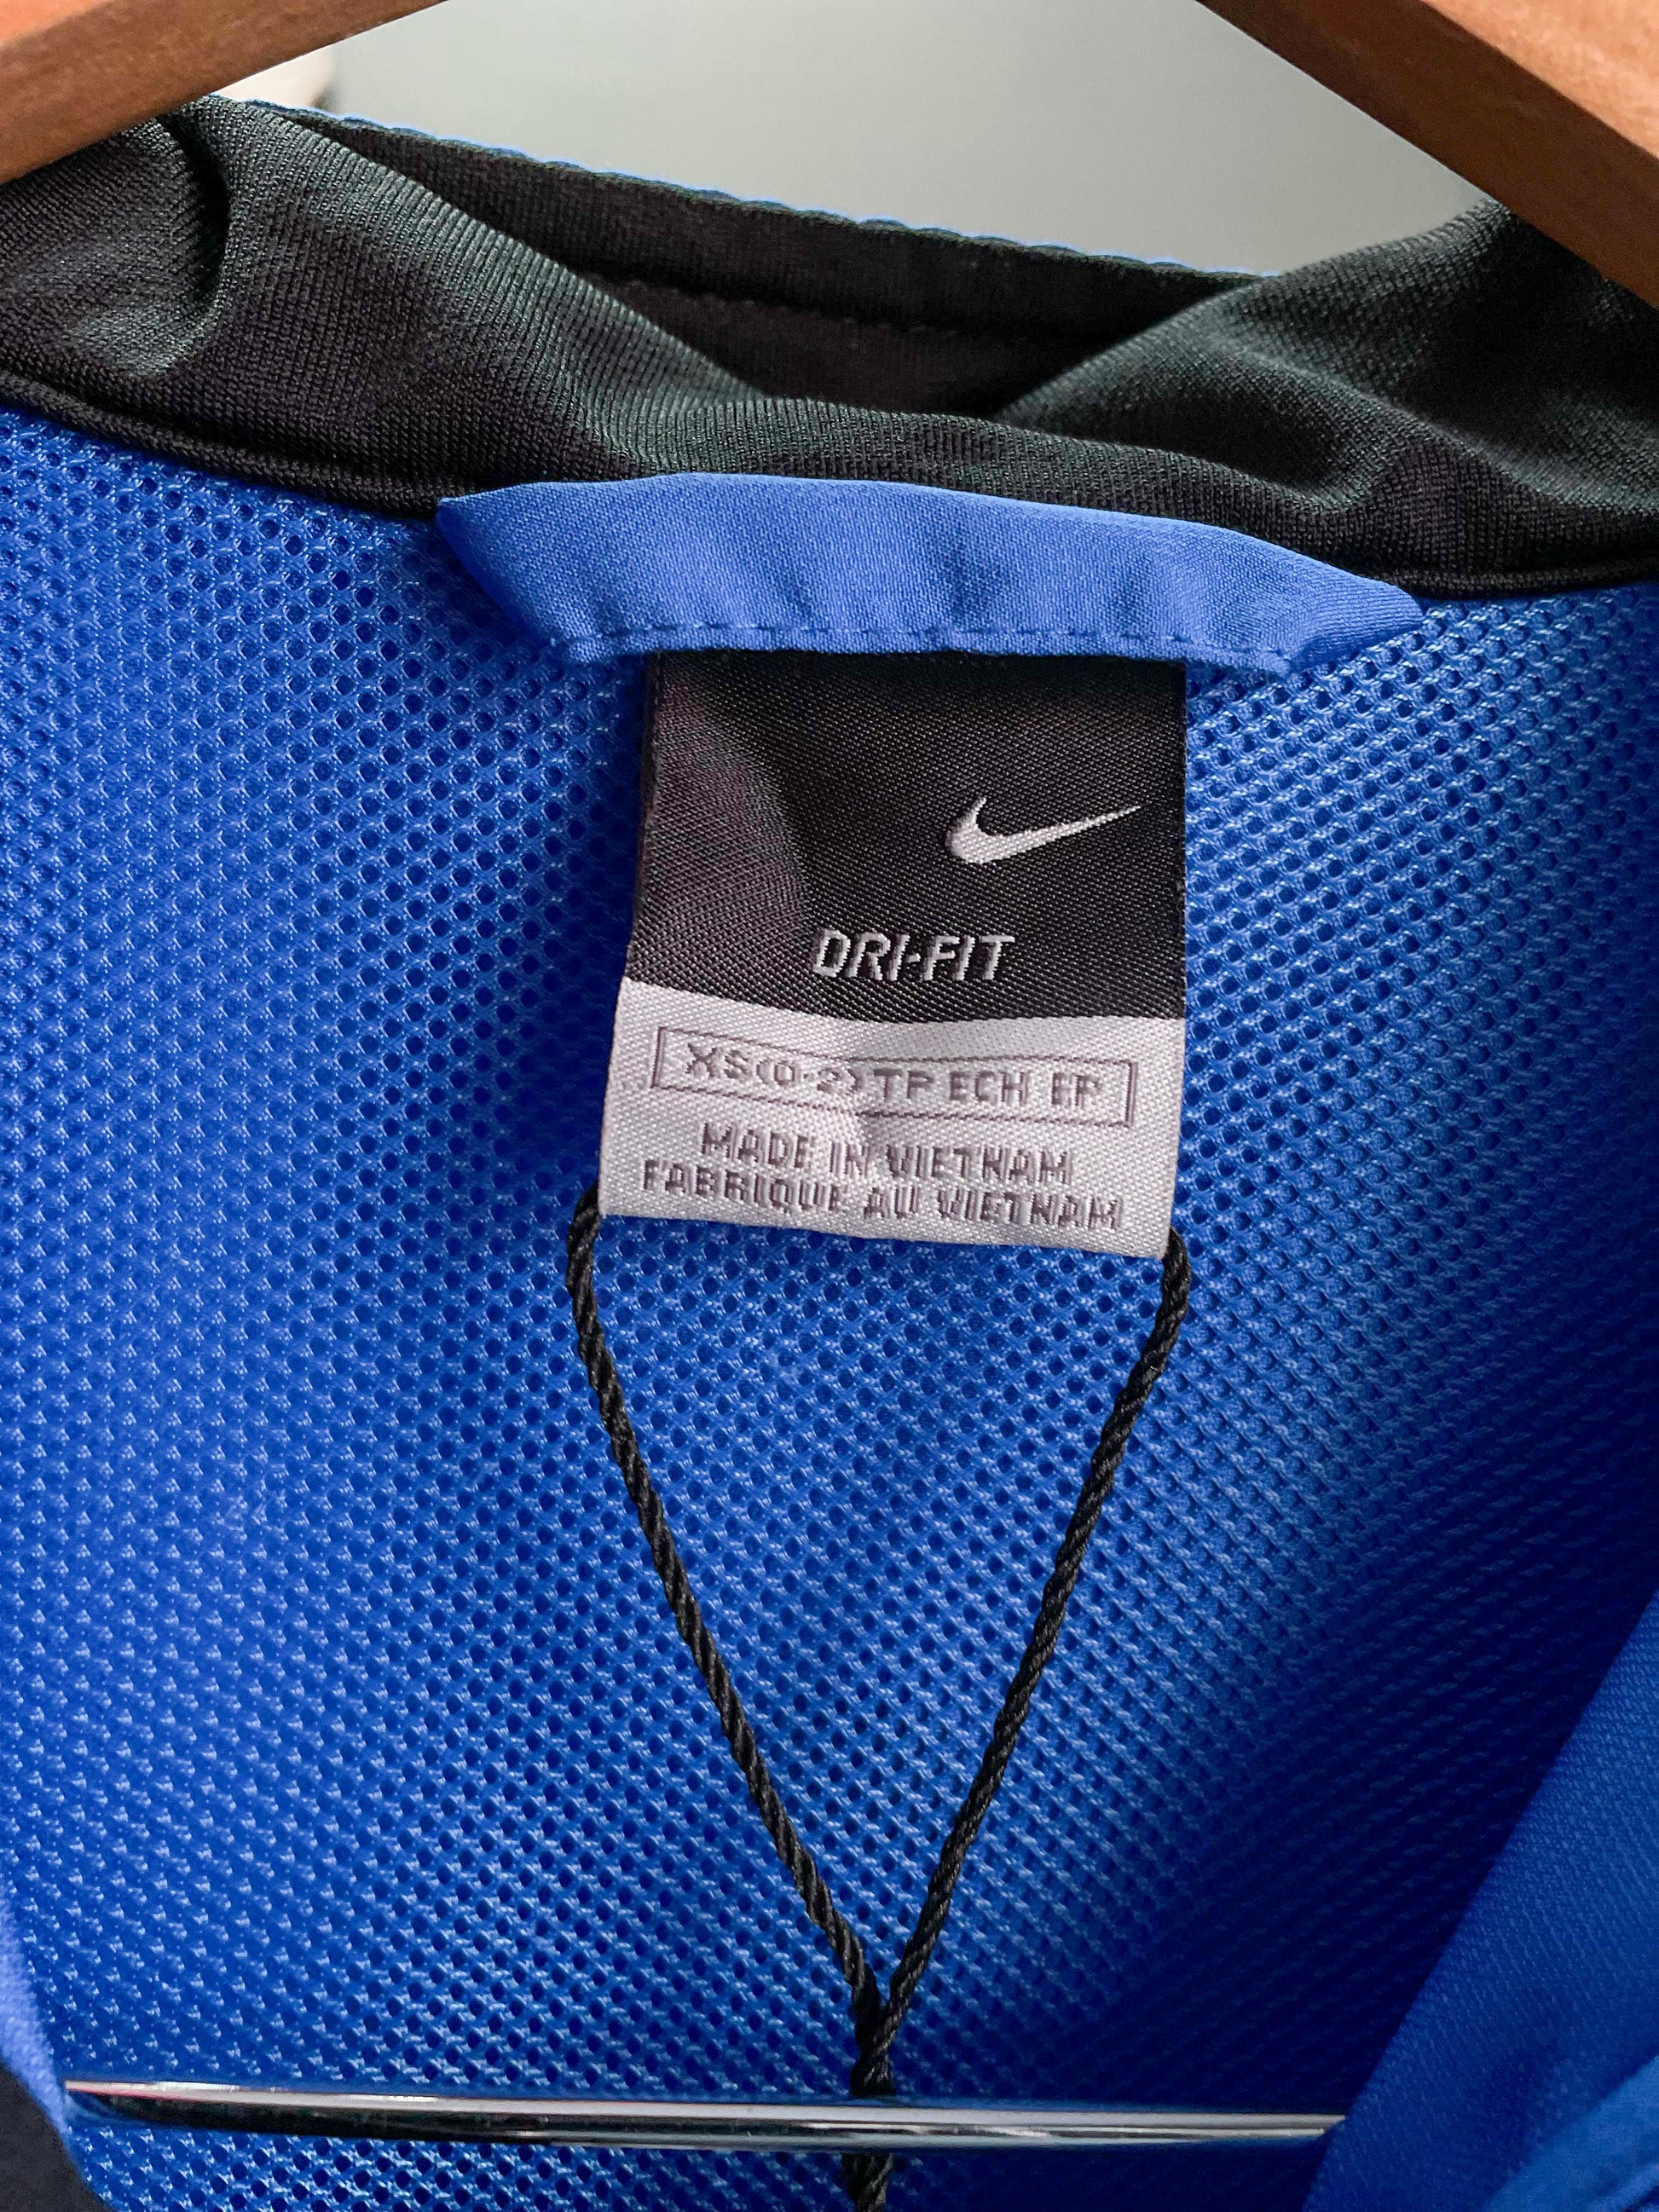 DRI-FIT
XS(0-2) TP ECH EP
MADE IN VIETNAM
FABRIQUE AU VIETNAM